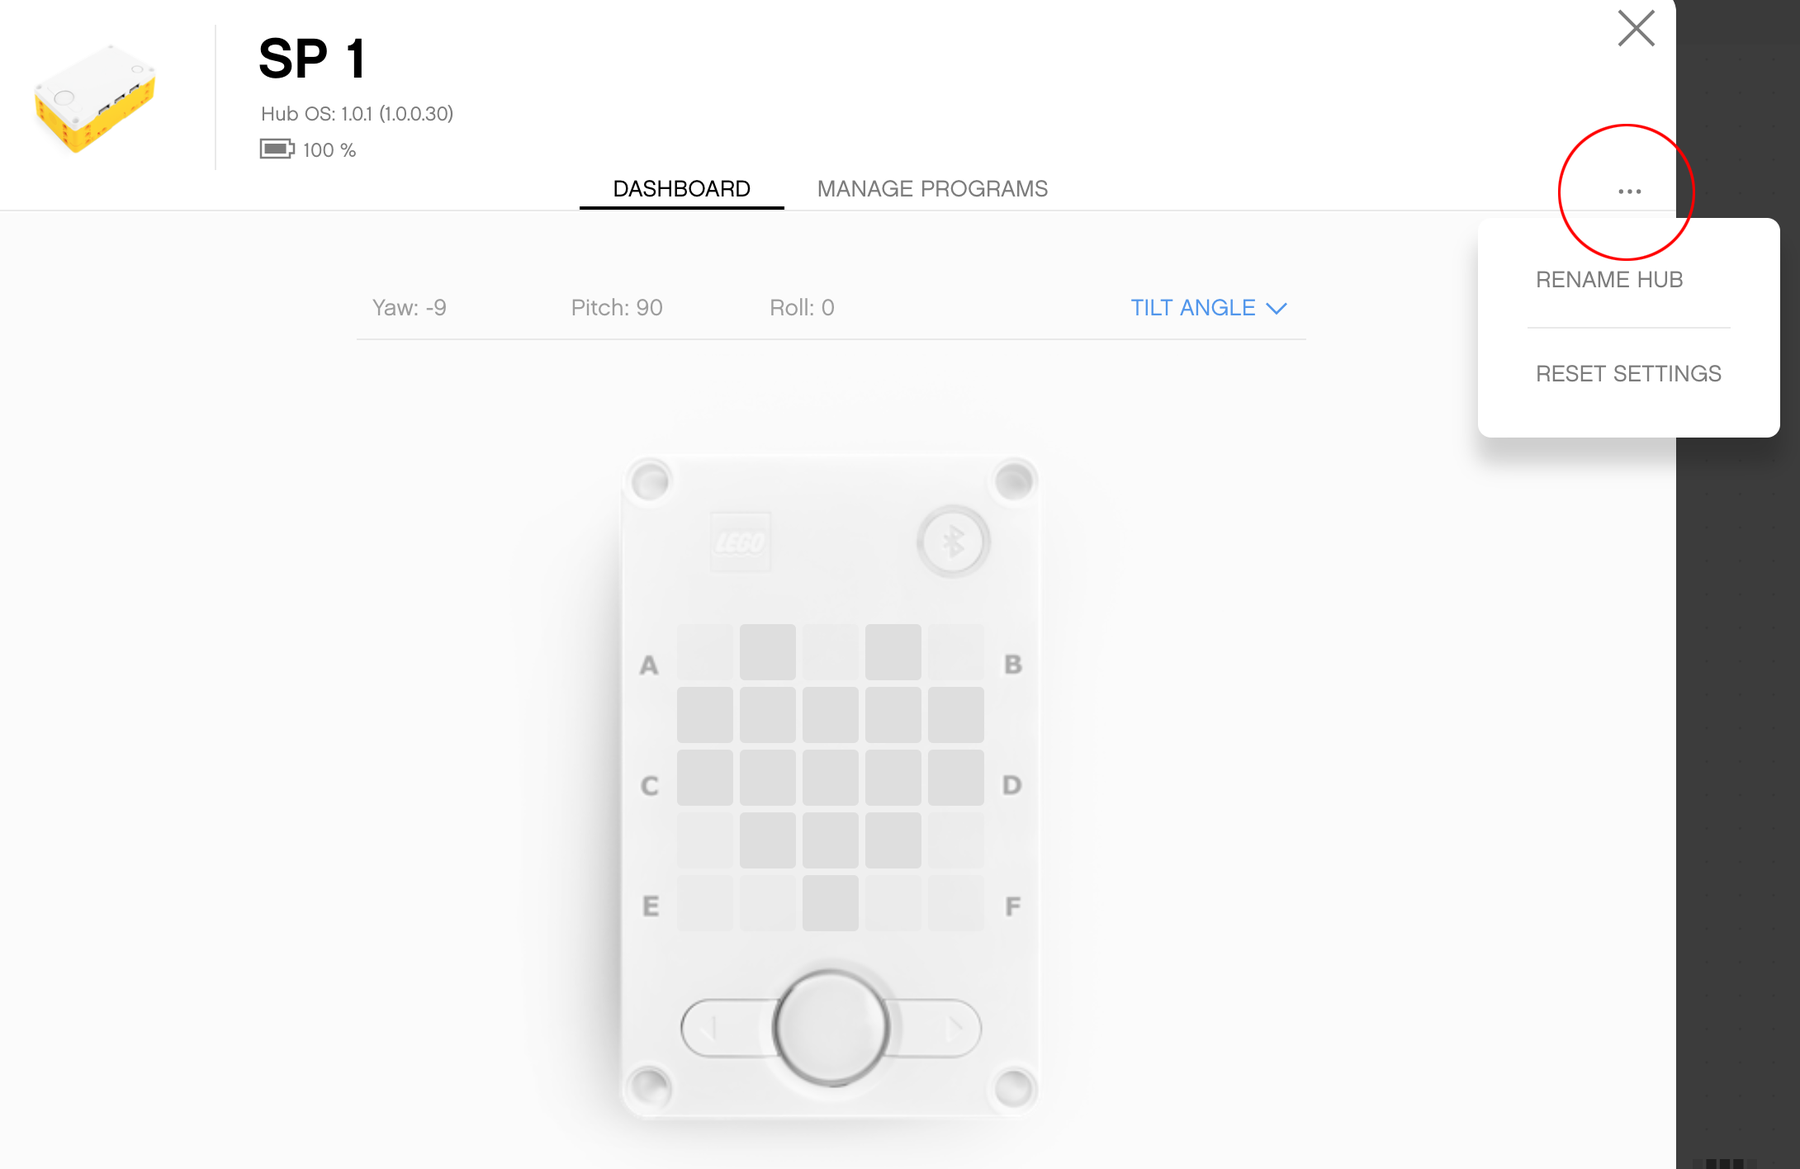 SP 1
Hub OS: 1.0.1 (1.0.0.30)
100 %
DASHBOARD
MANAGE PROGRAMS
...
RENAME HUB
RESET SETTINGS
Yaw: -9
Pitch: 90
Roll: 0
TILT ANGLE
LEGO
A
B
C
D
E
F